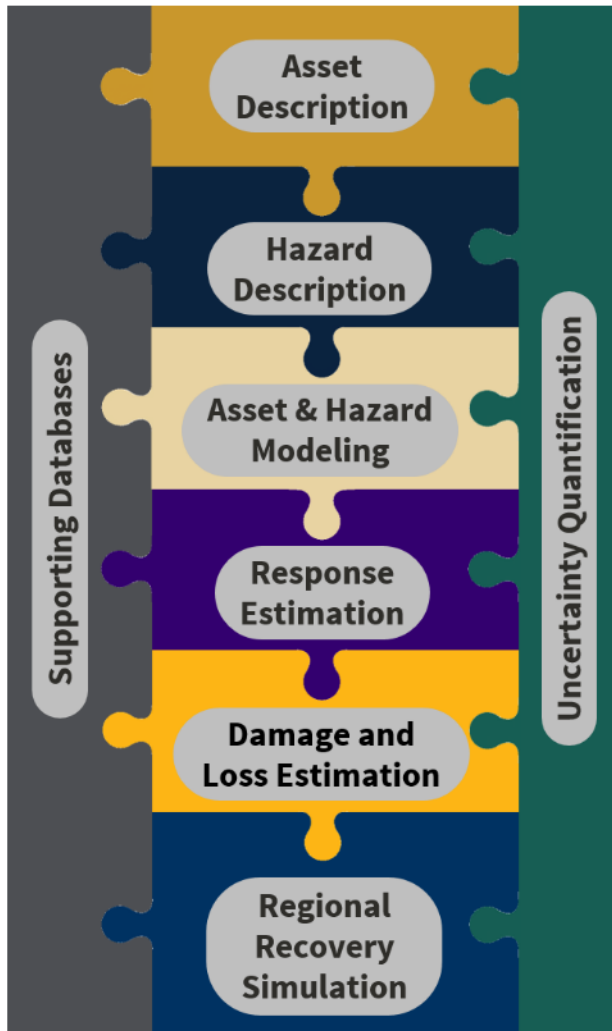 Asset
Description
Hazard
Description
Asset & Hazard
Modeling
Response
Estimation
Damage and
Loss Estimation
Regional
Recovery
Simulation
Supporting Databases
Uncertainty Quantification